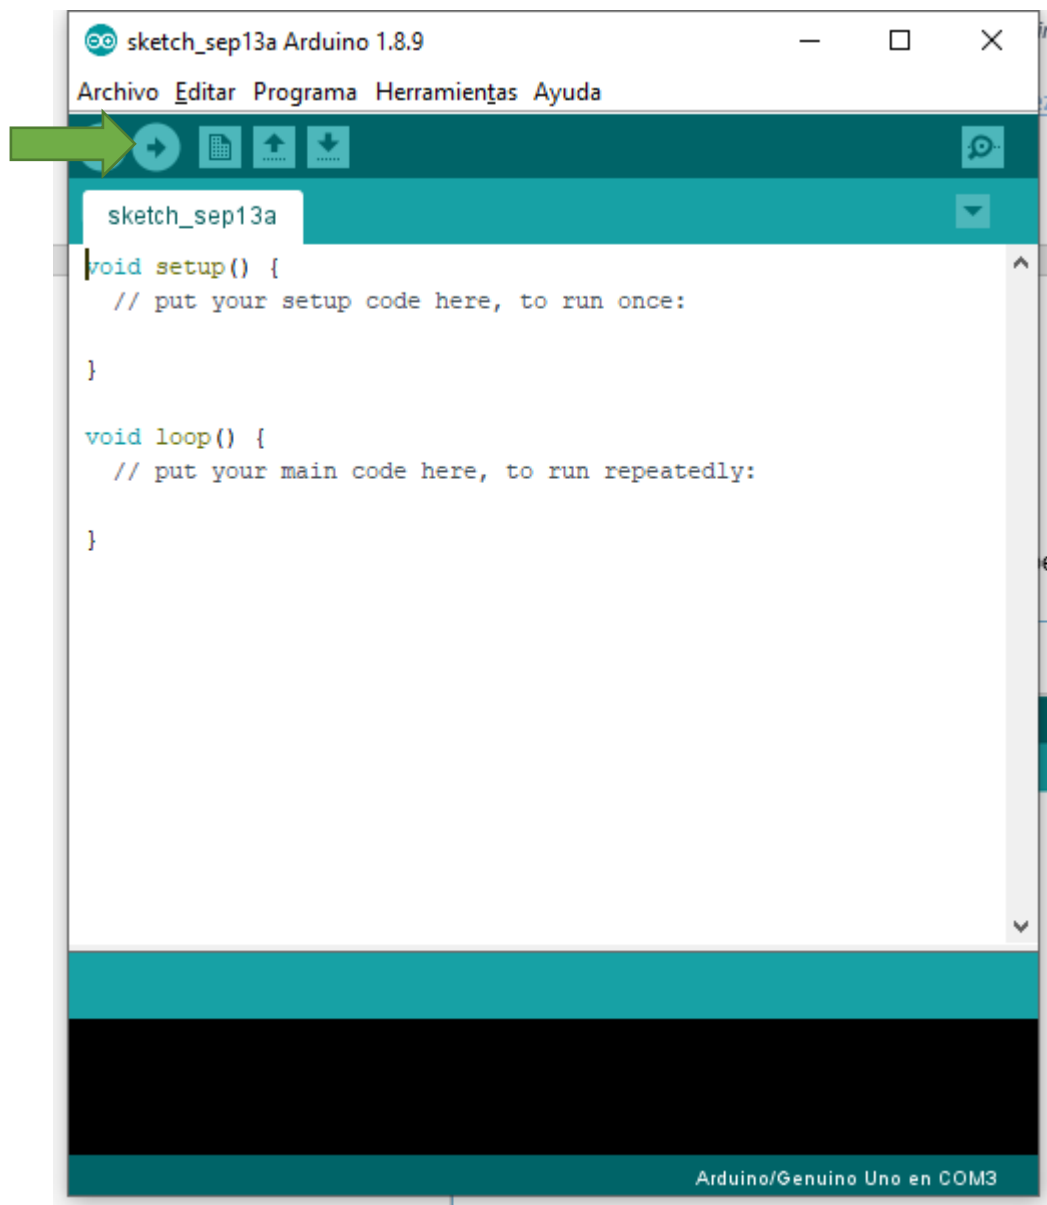 sketch_sep13a Arduino 1.8.9
Archivo Editar Programa Herramientas Ayuda
sketch_sep13a
void setup() {
  // put your setup code here, to run once:
}
void loop() {
  // put your main code here, to run repeatedly:
}
Arduino/Genuino Uno en COM3